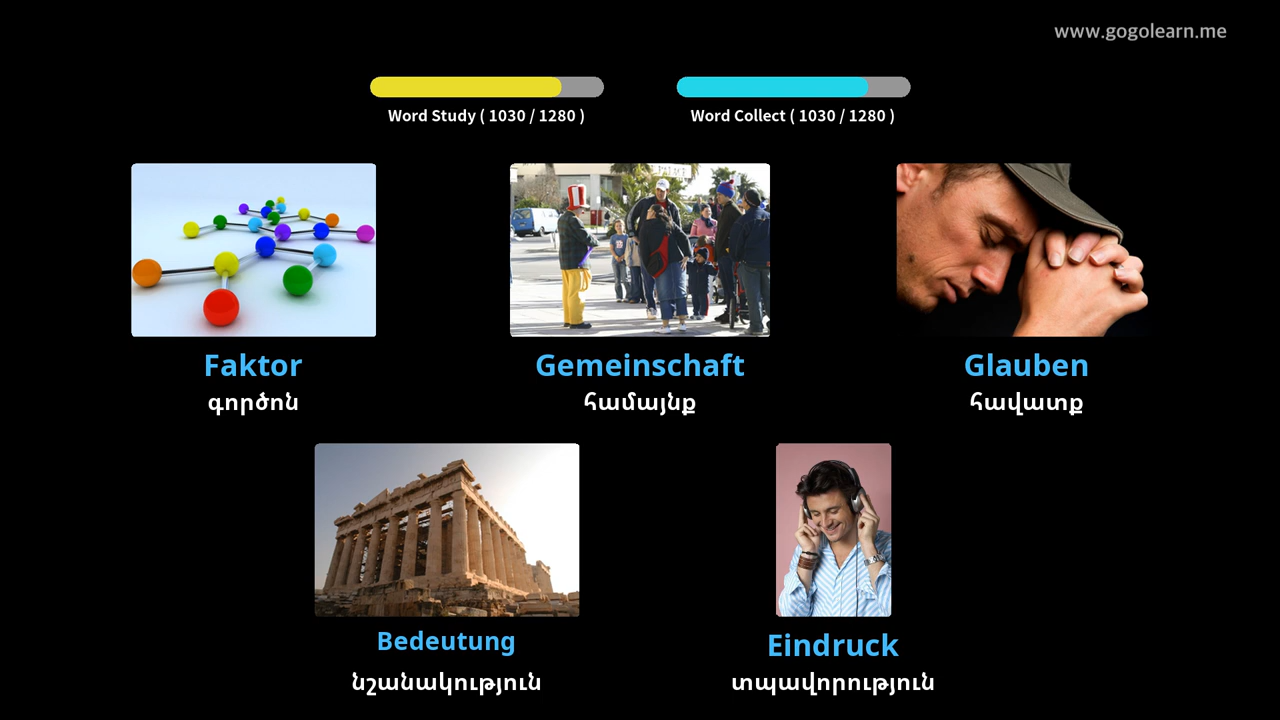 www.gogolearn.me
Word Study ( 1030 / 1280 )
Word Collect ( 1030 / 1280 )
Faktor
գործոն
Gemeinschaft
համայնք
Glauben
հավատք
Bedeutung
նշանակություն
Eindruck
տպավորություն